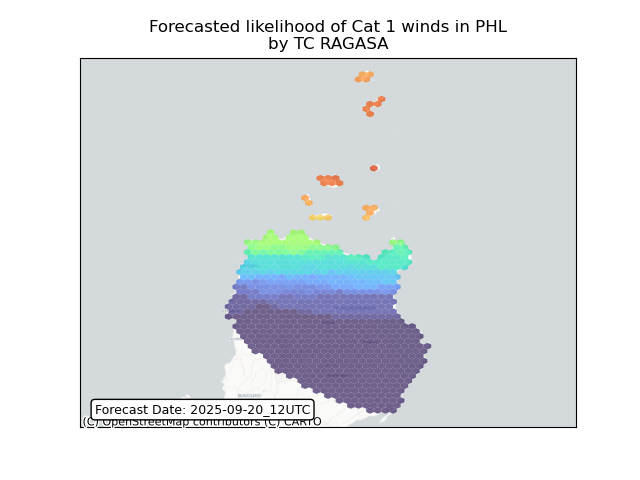 Forecasted likelihood of Cat 1 winds in PHL
by TC RAGASA
Forecast Date: 2025-09-20_12UTC
(C) OpenStreetMap contributors (C) CARTO